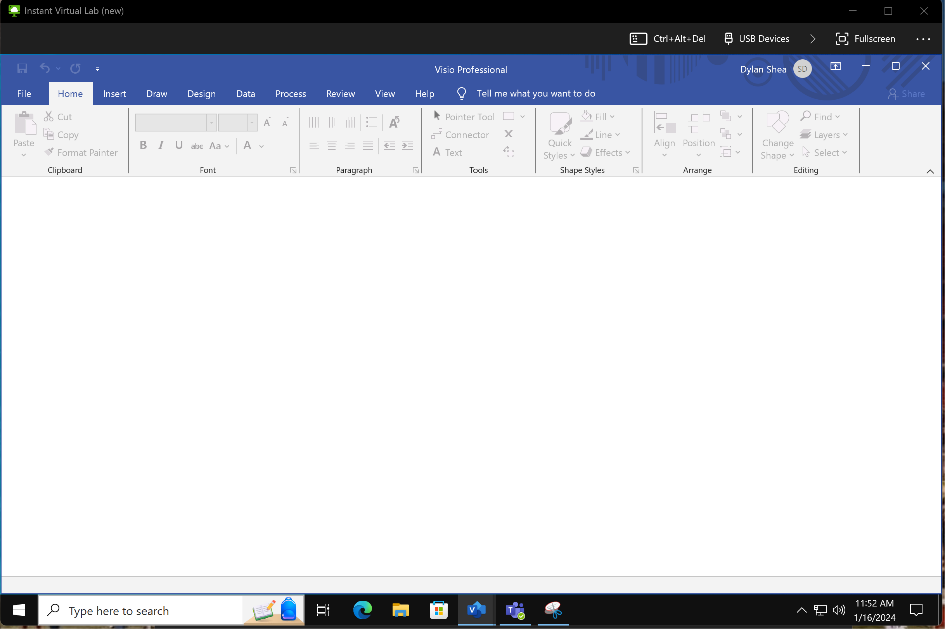 Instant Virtual Lab (new)
Ctrl+Alt+Del USB Devices Fullscreen
Visio Professional Dylan Shea SD
File Home Insert Draw Design Data Process Review View Help Tell me what you want to do Share
Paste Cut Copy Format Painter
Clipboard
B I U abc Aa A
Font
Paragraph
Pointer Tool
Connector
A Text
Tools
Quick Styles
Fill
Line
Effects
Shape Styles
Align Position
Arrange
Change Shape
Find
Layers
Select
Editing
Type here to search
11:52 AM
1/16/2024